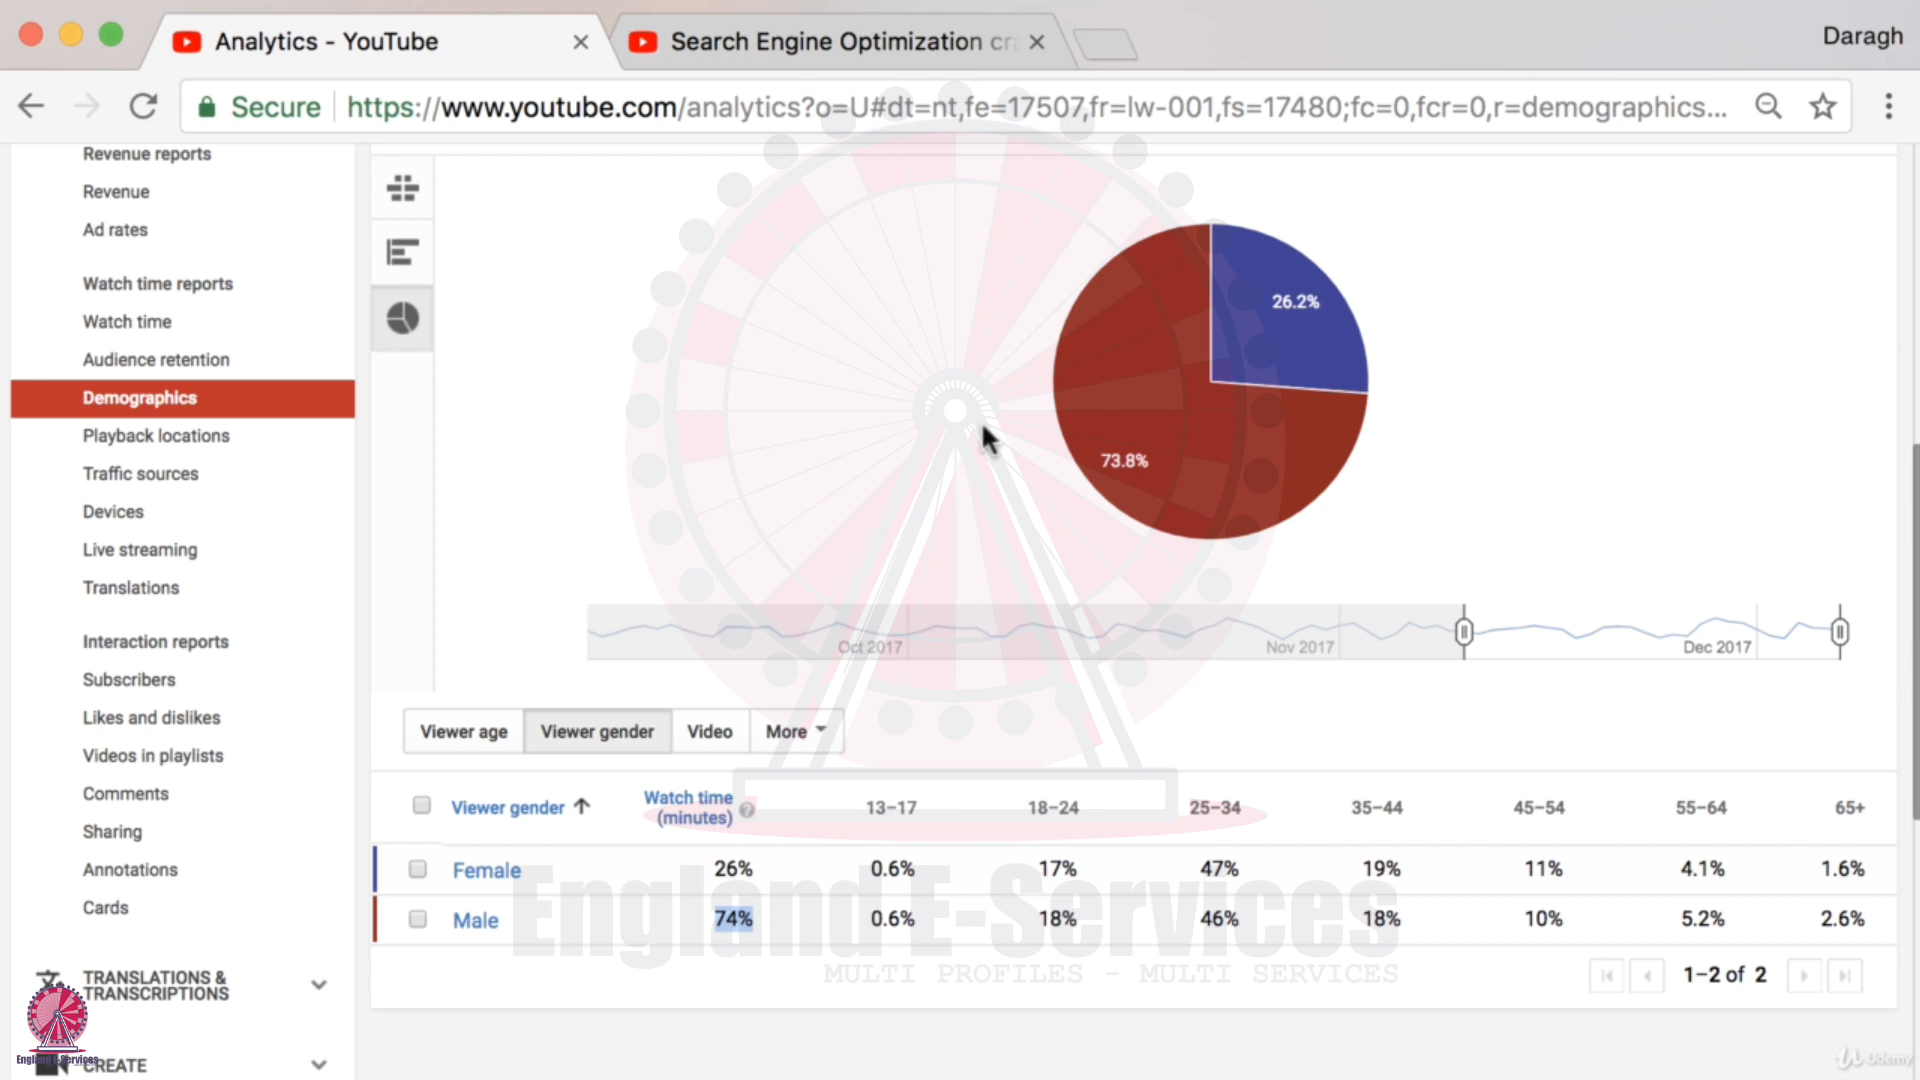 Analytics - YouTube
Search Engine Optimization cra
Daragh
Secure https://www.youtube.com/analytics?o=U#dt=nt,fe=17507,fr=lw-001,fs=17480;fc=0,fcr=0,r=demographics...
Revenue reports
Revenue
Ad rates
Watch time reports
Watch time
Audience retention
Demographics
Playback locations
Traffic sources
Devices
Live streaming
Translations
Interaction reports
Subscribers
Likes and dislikes
Videos in playlists
Comments
Sharing
Annotations
Cards
TRANSLATIONS &
TRANSCRIPTIONS
CREATE
26.2%
73.8%
Oct 2017 Nov 2017 Dec 2017
Viewer age Viewer gender Video More
Viewer gender Watch time (minutes) ? 13–17 18–24 25–34 35–44 45–54 55–64 65+
Female 26% 0.6% 17% 47% 19% 11% 4.1% 1.6%
Male 74% 0.6% 18% 46% 18% 10% 5.2% 2.6%
1–2 of 2
England E-Services
MULTI PROFILES - MULTI SERVICES
England E-Services
Udemy